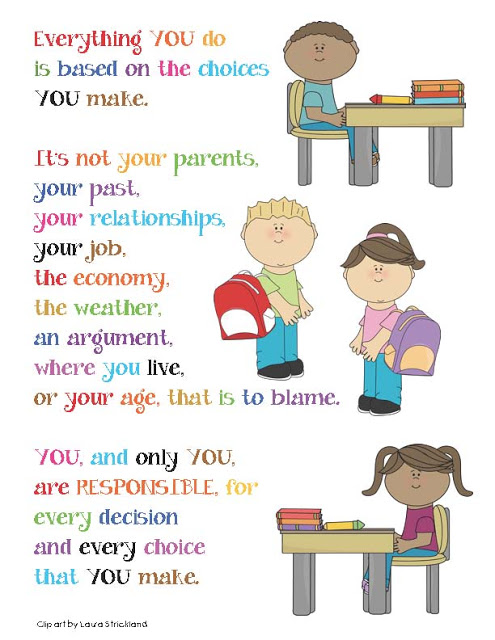 Everything YOU do
is based on the choices
YOU make.
It's not your parents,
your past,
your relationships,
your job,
the economy,
the weather,
an argument,
where you live,
or your age, that is to blame.
YOU, and only YOU,
are RESPONSIBLE, for
every decision
and every choice
that YOU make.
Clip art by Laura Strickland